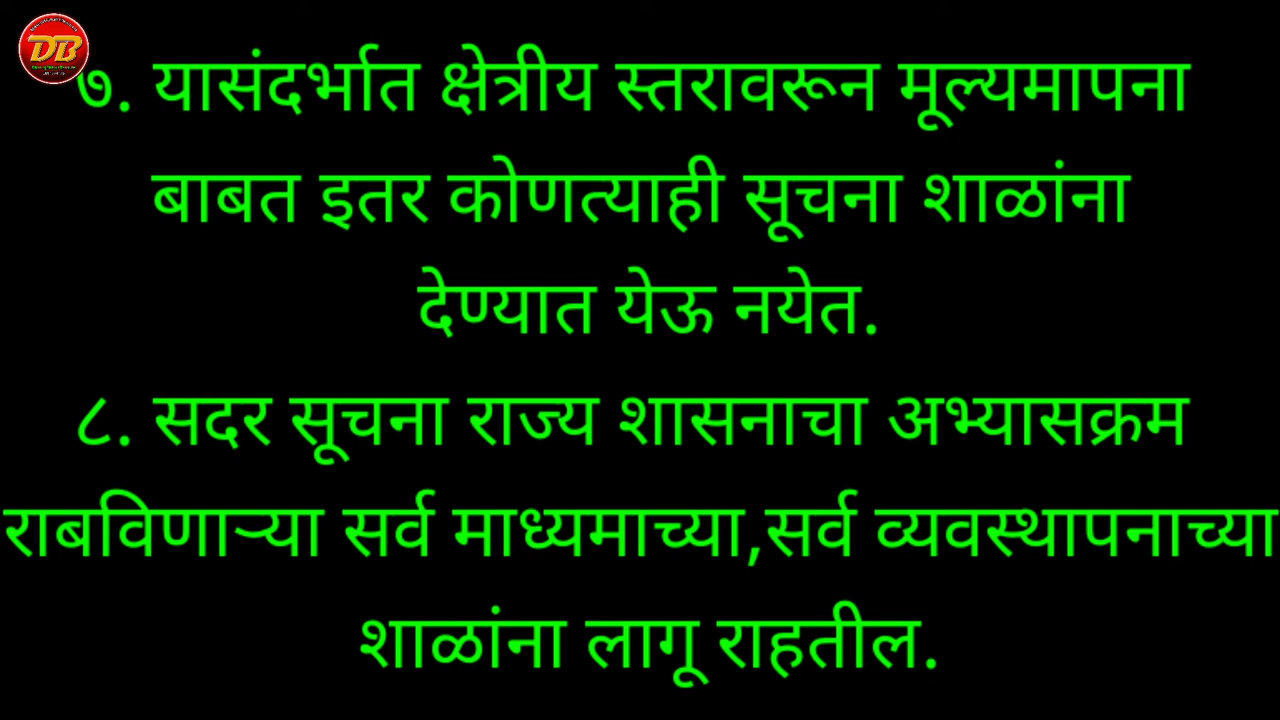 DB
७. यासंदर्भात क्षेत्रीय स्तरावरून मूल्यमापना
बाबत इतर कोणत्याही सूचना शाळांना
देण्यात येऊ नयेत.
८. सदर सूचना राज्य शासनाचा अभ्यासक्रम
राबविणाऱ्या सर्व माध्यमाच्या,सर्व व्यवस्थापनाच्या
शाळांना लागू राहतील.